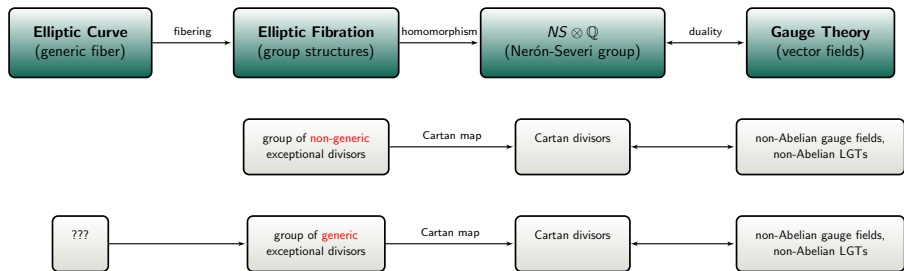 Elliptic Curve
(generic fiber)
fibering
Elliptic Fibration
(group structures)
homomorphism
NS ⊗ ℚ
(Nerón-Severi group)
duality
Gauge Theory
(vector fields)
group of non-generic
exceptional divisors
Cartan map
Cartan divisors
non-Abelian gauge fields,
non-Abelian LGTs
???
group of generic
exceptional divisors
Cartan map
Cartan divisors
non-Abelian gauge fields,
non-Abelian LGTs